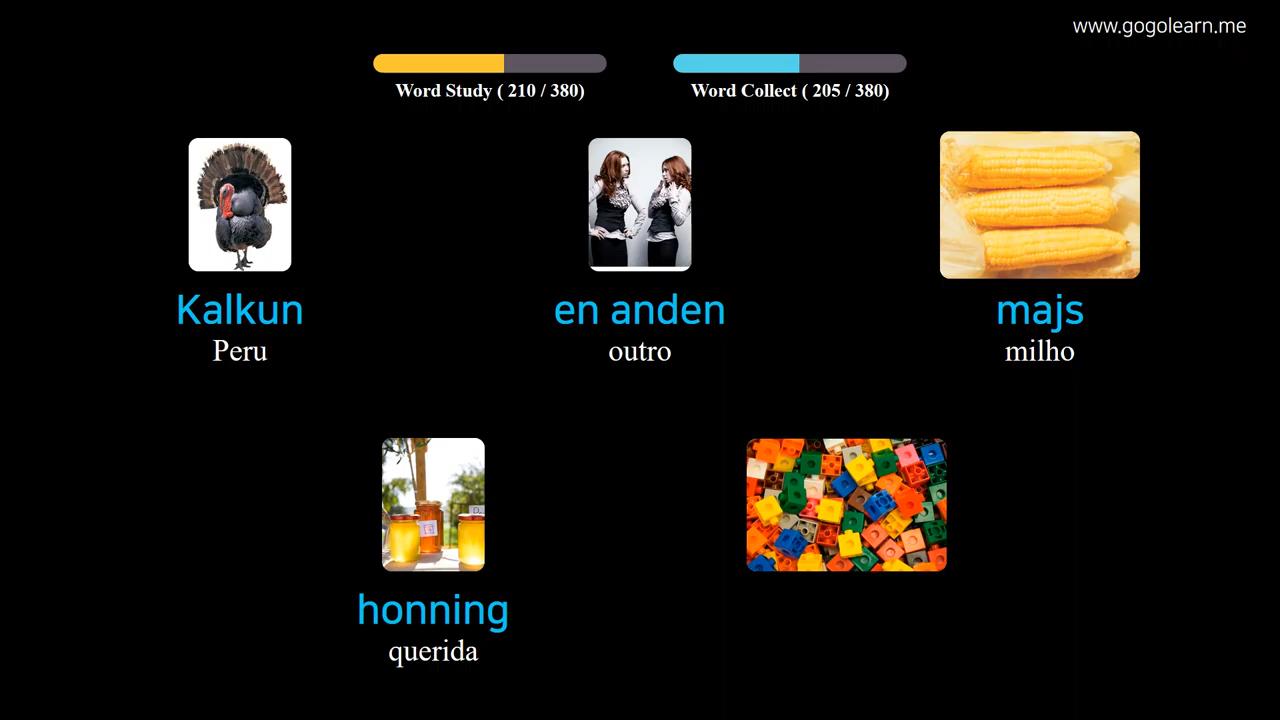 www.gogolearn.me
Word Study ( 210 / 380)
Word Collect ( 205 / 380)
Kalkun
Peru
en anden
outro
majs
milho
honning
querida